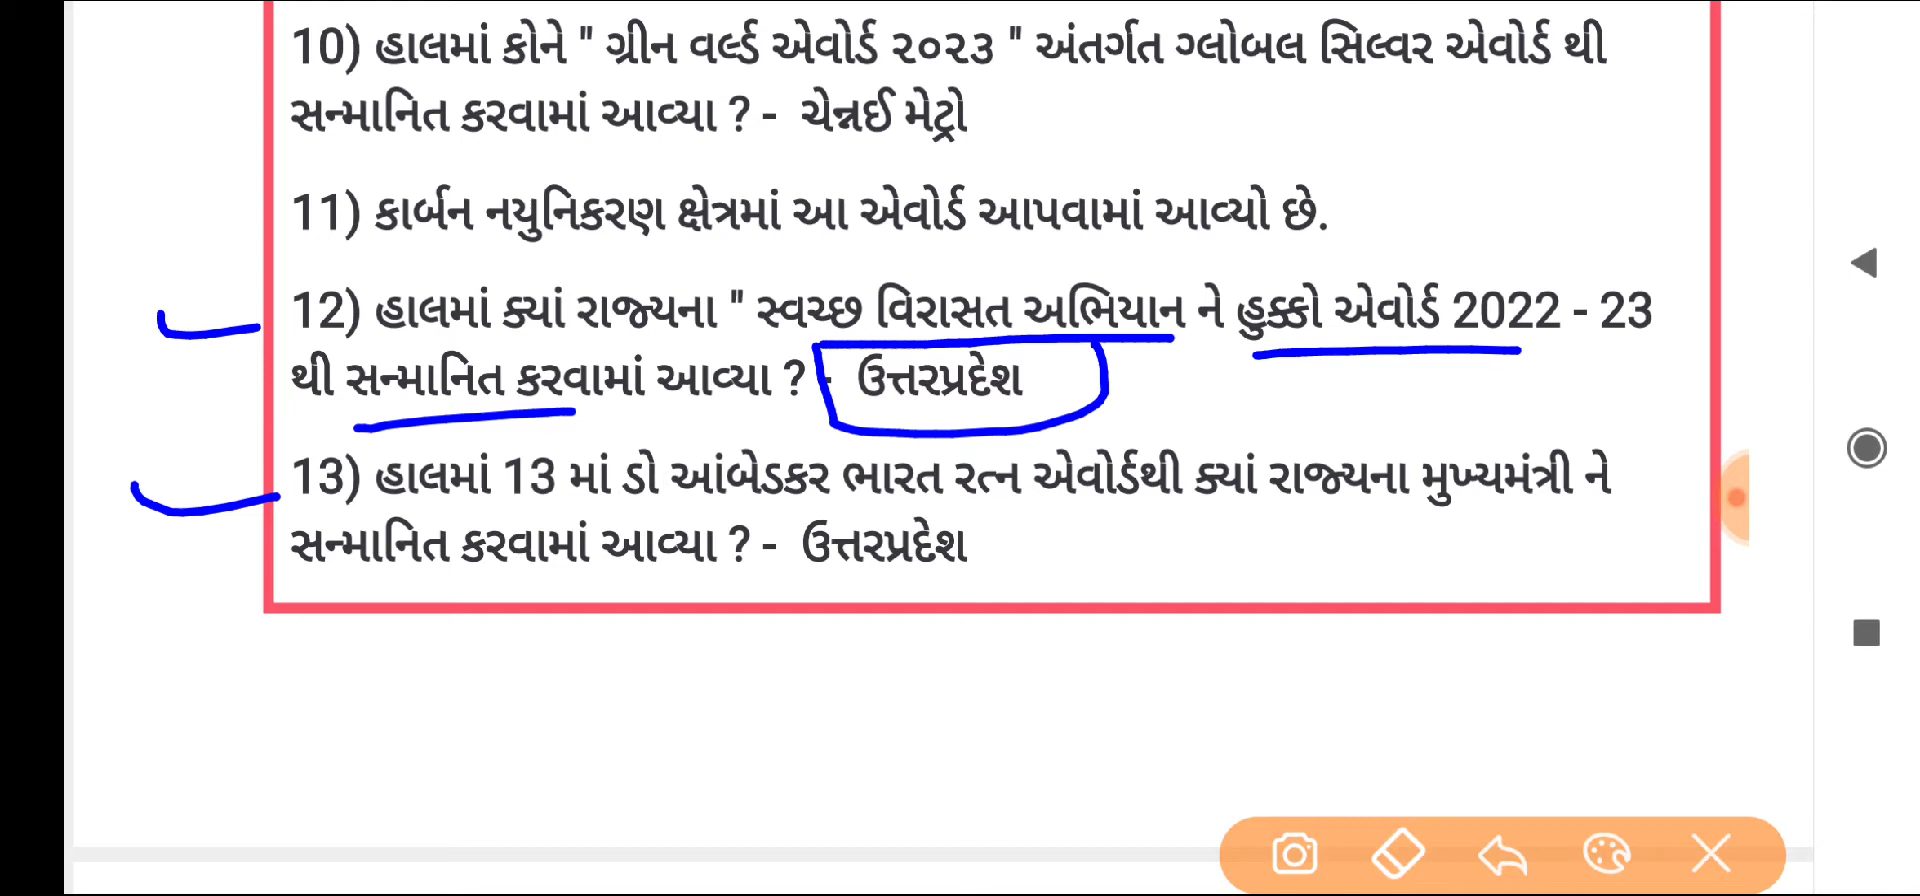 10) હાલમાં કોને " ગ્રીન વર્લ્ડ એવોર્ડ ૨૦૨૩ " અંતર્ગત ગ્લોબલ સિલ્વર એવોર્ડ થી
સન્માનિત કરવામાં આવ્યા ? - ચેન્નઈ મેટ્રો
11) કાર્બન નયુનિકરણ ક્ષેત્રમાં આ એવોર્ડ આપવામાં આવ્યો છે.
12) હાલમાં ક્યાં રાજ્યના " સ્વચ્છ વિરાસત અભિયાન ને હુક્કો એવોર્ડ 2022 - 23
થી સન્માનિત કરવામાં આવ્યા ? - ઉત્તરપ્રદેશ
13) હાલમાં 13 માં ડો આંબેડકર ભારત રત્ન એવોર્ડથી ક્યાં રાજ્યના મુખ્યમંત્રી ને
સન્માનિત કરવામાં આવ્યા ? - ઉત્તરપ્રદેશ